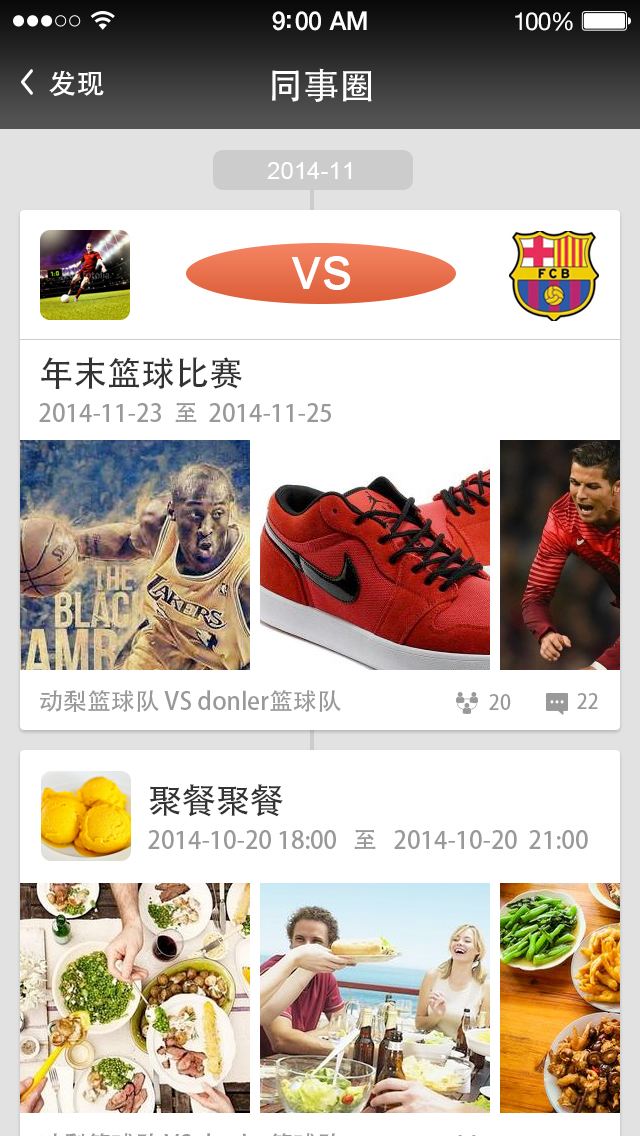 9:00 AM 100%
发现 同事圈
2014-11
1:0
VS
FCB
年末篮球比赛
2014-11-23 至 2014-11-25
THE
BLACK
MAMB
LAKERS
动梨篮球队 VS donler篮球队 20 22
聚餐聚餐
2014-10-20 18:00 至 2014-10-20 21:00